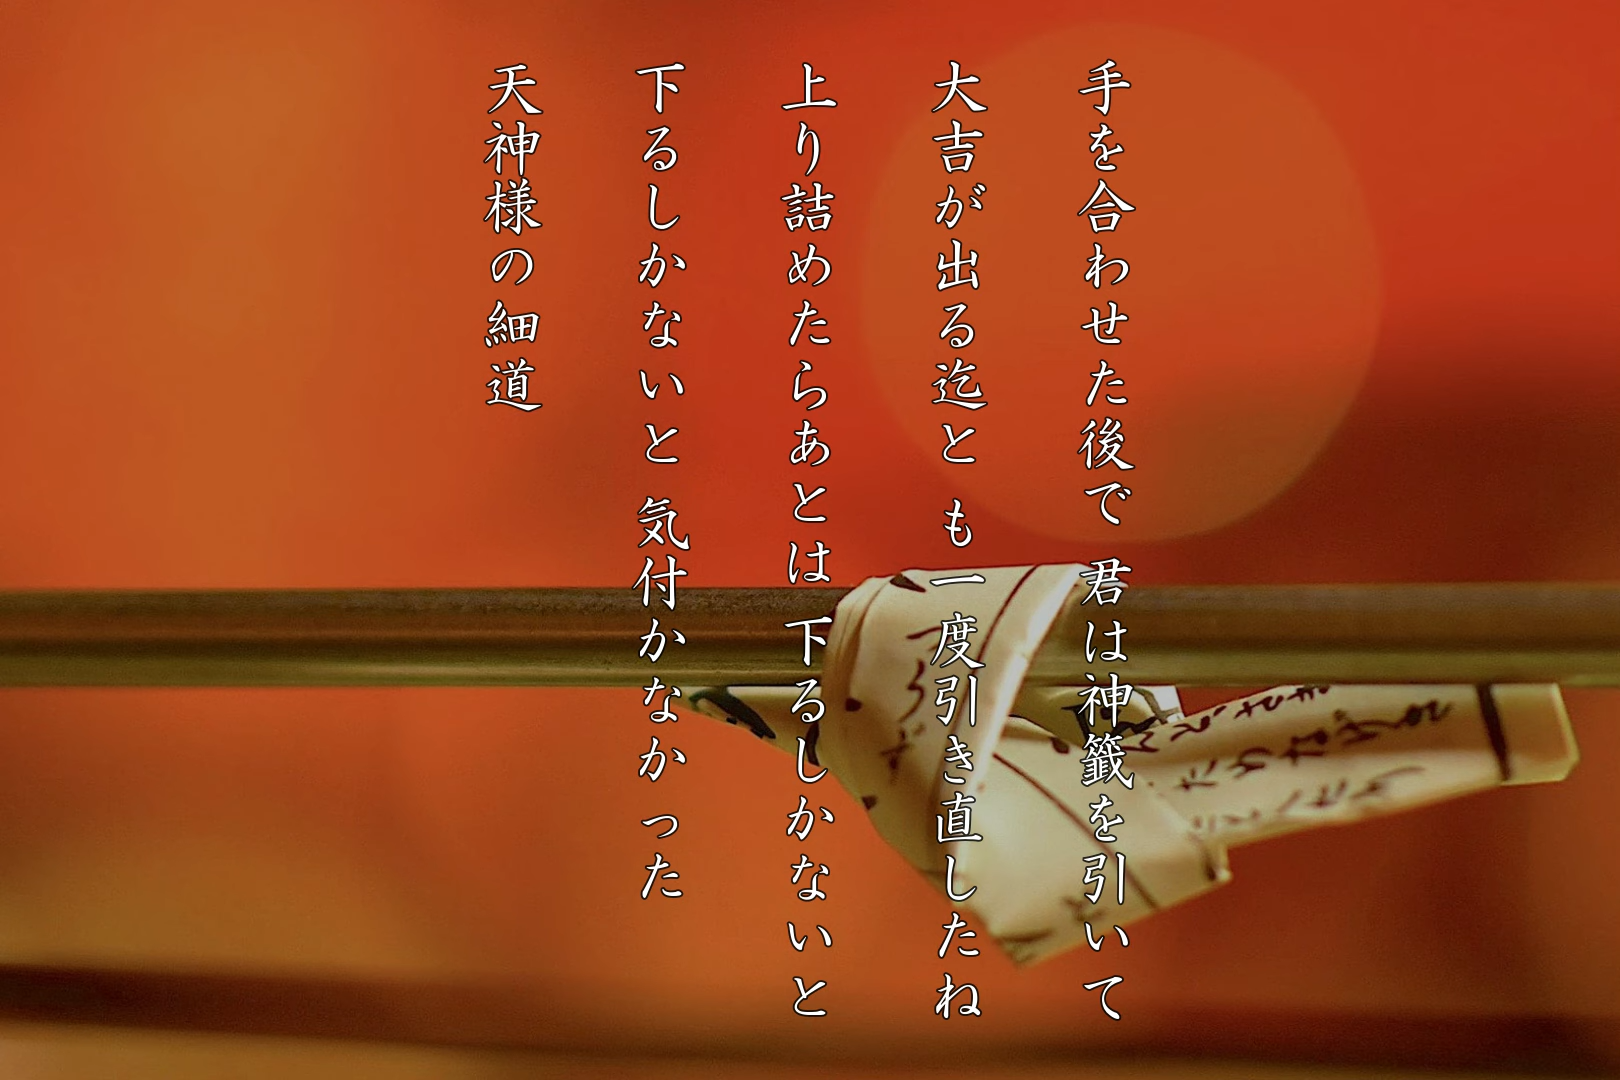 手を合わせた後で 君は神籤を引いて
大吉が出る迄と も一度引き直したね
上り詰めたらあとは下るしかないと
下るしかないと 気付かなかった
天神様の細道